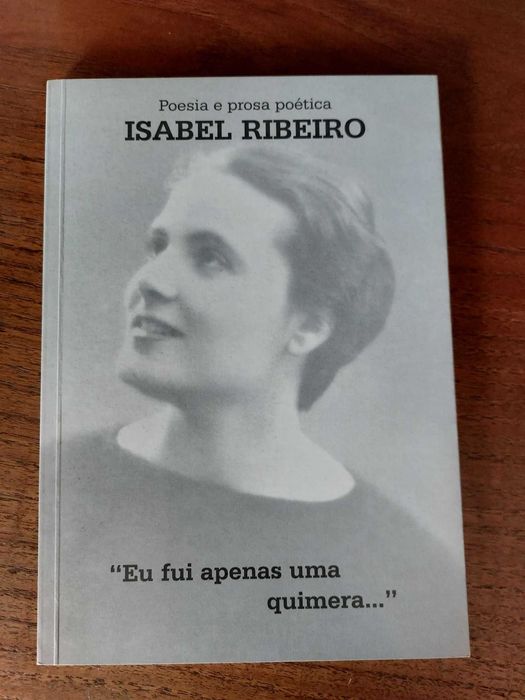 Poesia e prosa poética
ISABEL RIBEIRO
“Eu fui apenas uma
quimera...”